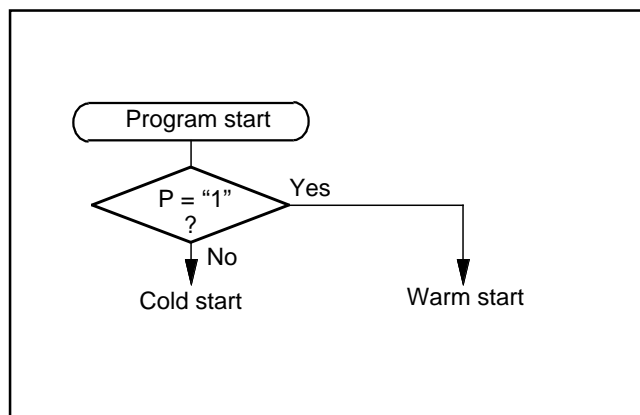 Program start
P = “1”
?
Yes
No
Cold start
Warm start